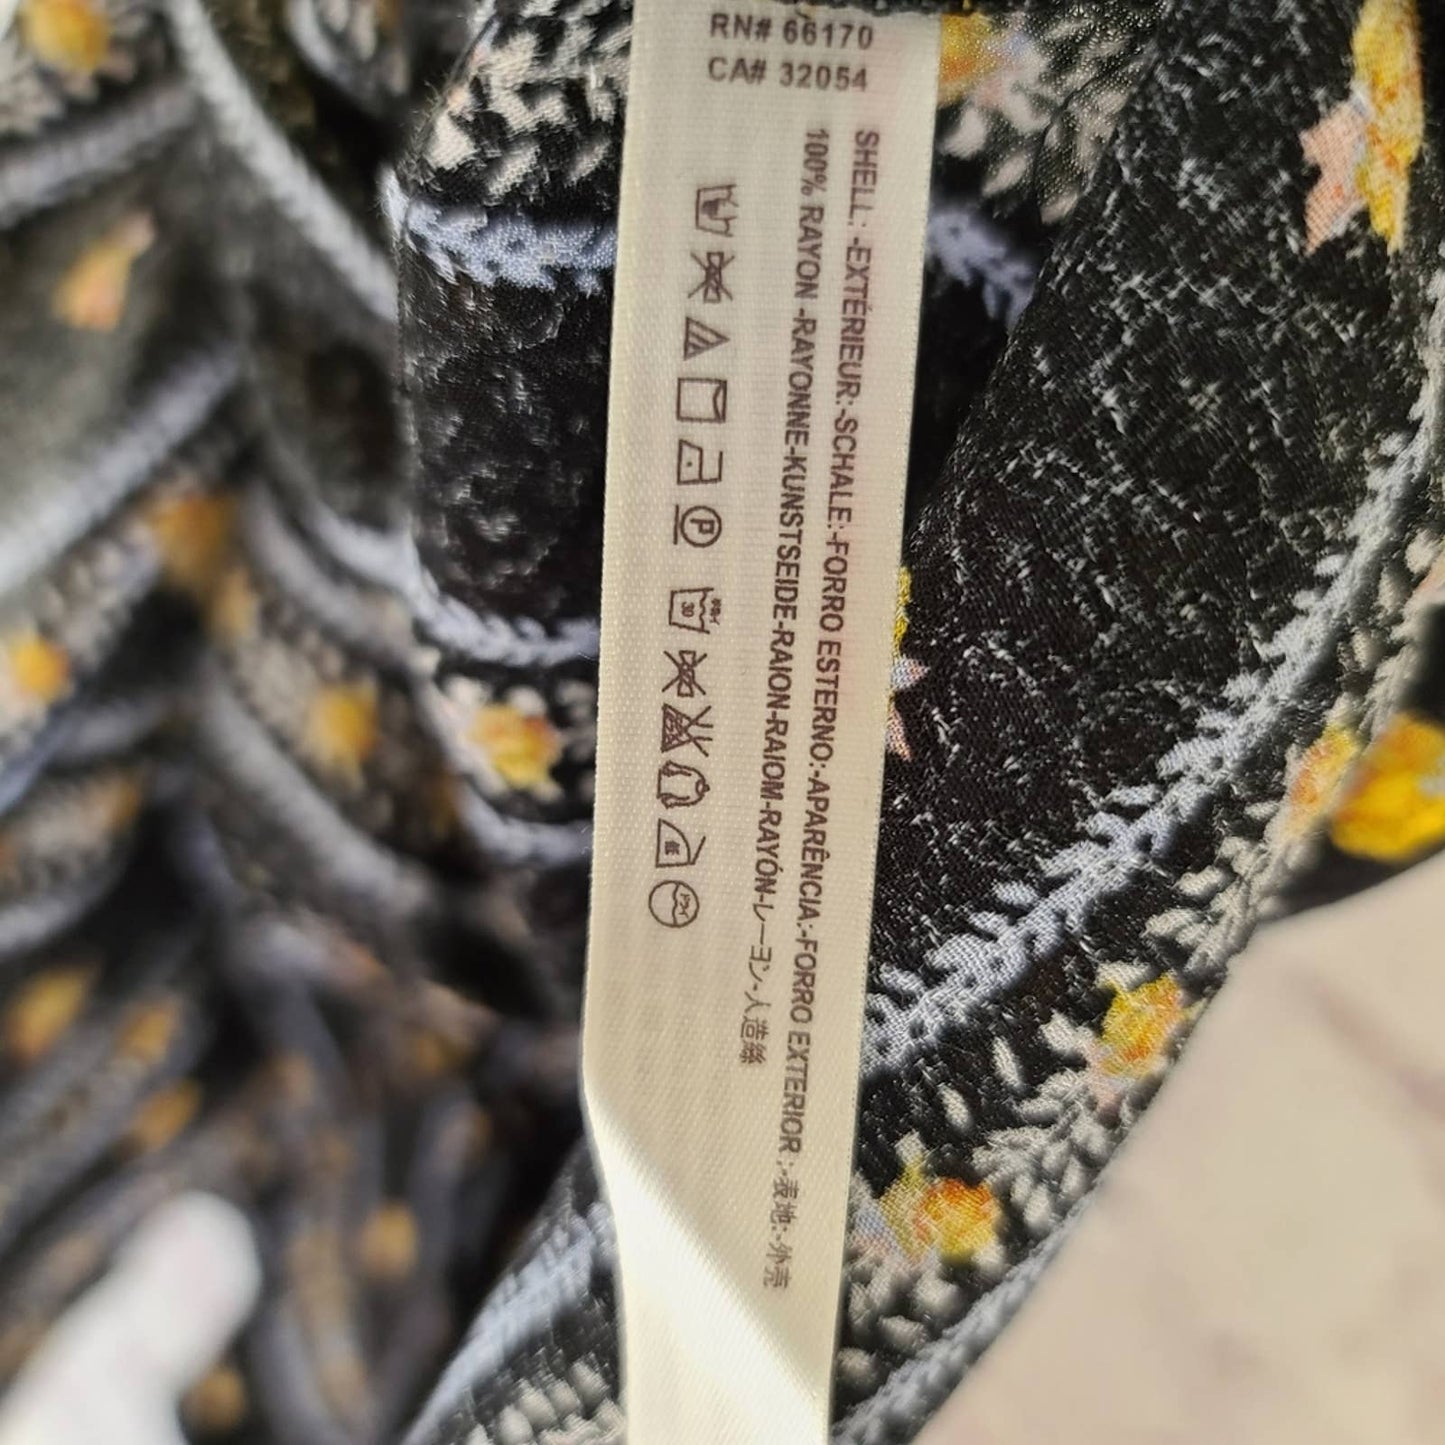 RN# 66170
CA# 32054
SHELL: -EXTÉRIEUR:-SCHALE:-FORRO ESTERNO:-APARÊNCIA:-FORRO EXTERIOR :-表地:-外壳
100% RAYON -RAYONNE-KUNSTSEIDE-RAION-RAIOM-RAYÓN-レーヨン-人造絲
P
30